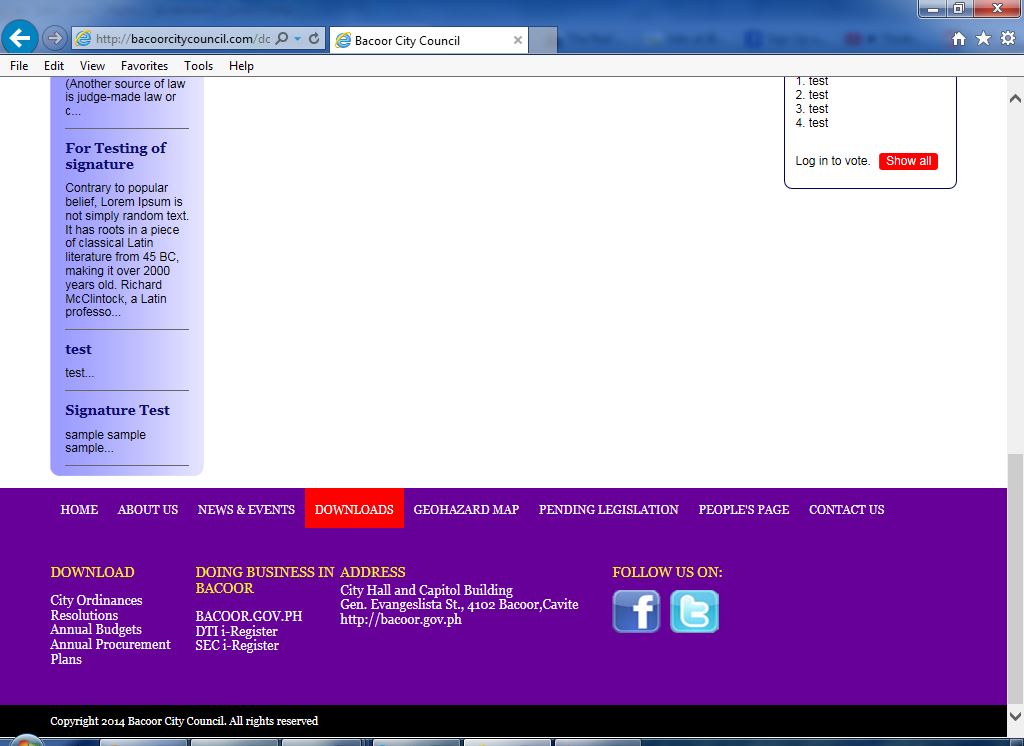 http://bacoorcitycouncil.com/dc
Bacoor City Council
File Edit View Favorites Tools Help
(Another source of law
is judge-made law or
c...
For Testing of
signature
Contrary to popular
belief, Lorem Ipsum is
not simply random text.
It has roots in a piece
of classical Latin
literature from 45 BC,
making it over 2000
years old. Richard
McClintock, a Latin
professo...
test
test...
Signature Test
sample sample
sample...
1. test
2. test
3. test
4. test
Log in to vote. Show all
HOME ABOUT US NEWS & EVENTS DOWNLOADS GEOHAZARD MAP PENDING LEGISLATION PEOPLE'S PAGE CONTACT US
DOWNLOAD
City Ordinances
Resolutions
Annual Budgets
Annual Procurement
Plans
DOING BUSINESS IN
BACOOR
BACOOR.GOV.PH
DTI i-Register
SEC i-Register
ADDRESS
City Hall and Capitol Building
Gen. Evangeslista St., 4102 Bacoor,Cavite
http://bacoor.gov.ph
FOLLOW US ON:
Copyright 2014 Bacoor City Council. All rights reserved